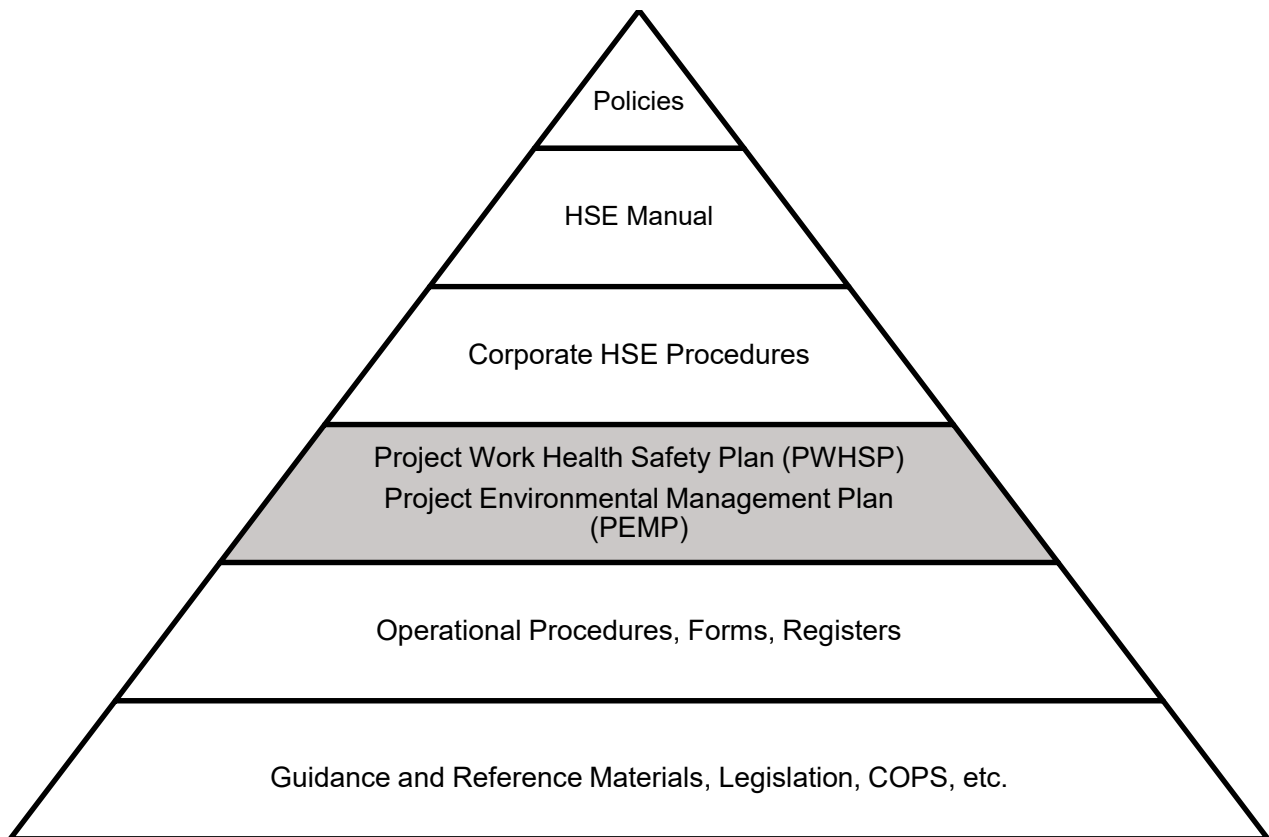 Policies
HSE Manual
Corporate HSE Procedures
Project Work Health Safety Plan (PWHSP)
Project Environmental Management Plan
(PEMP)
Operational Procedures, Forms, Registers
Guidance and Reference Materials, Legislation, COPS, etc.